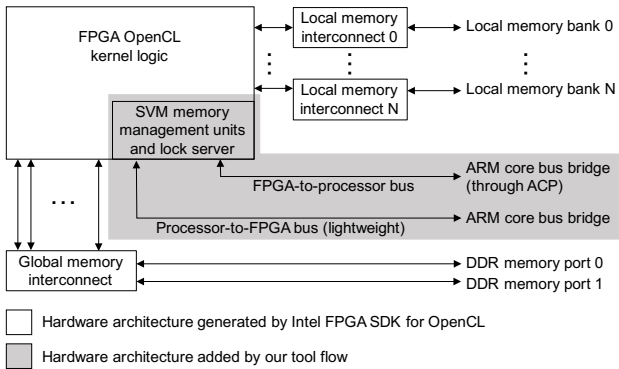 FPGA OpenCL
kernel logic
Local memory
interconnect 0
Local memory bank 0
Local memory
interconnect N
Local memory bank N
SVM memory
management units
and lock server
FPGA-to-processor bus
ARM core bus bridge
(through ACP)
Processor-to-FPGA bus (lightweight)
ARM core bus bridge
Global memory
interconnect
DDR memory port 0
DDR memory port 1
Hardware architecture generated by Intel FPGA SDK for OpenCL
Hardware architecture added by our tool flow